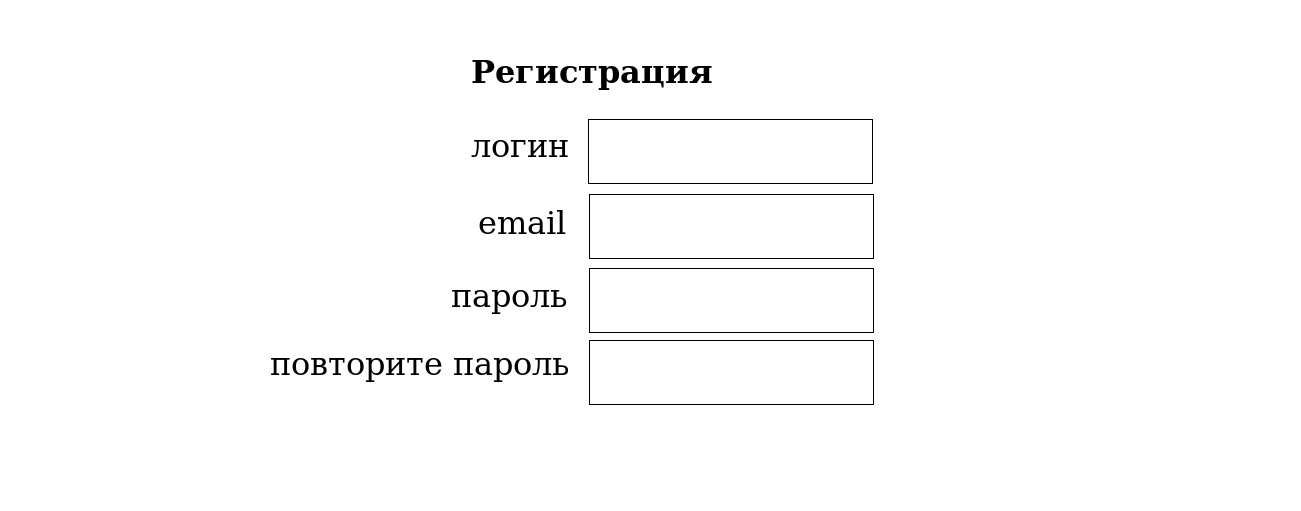 Регистрация
логин
email
пароль
повторите пароль